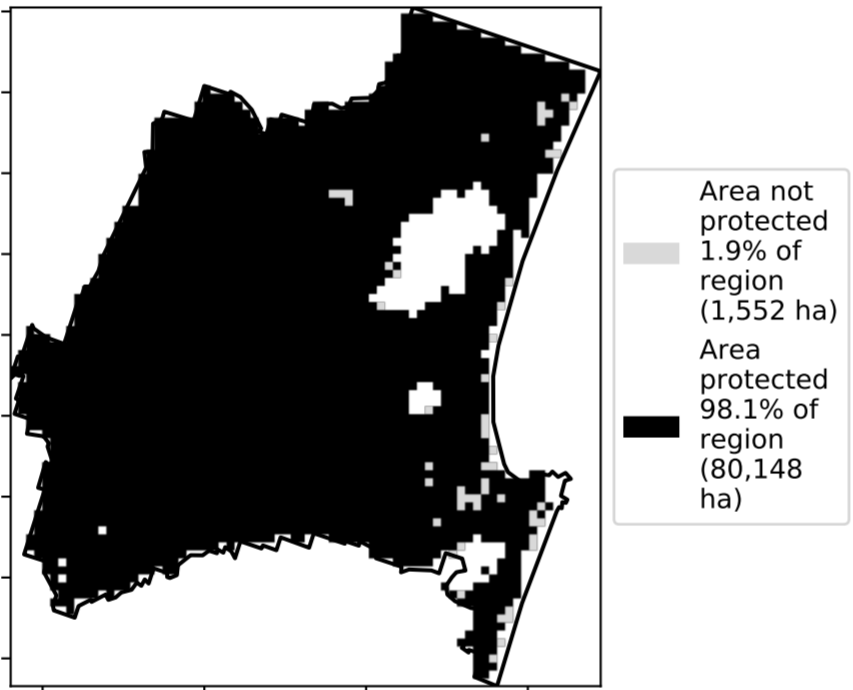 Area not
protected
1.9% of
region
(1,552 ha)
Area
protected
98.1% of
region
(80,148
ha)